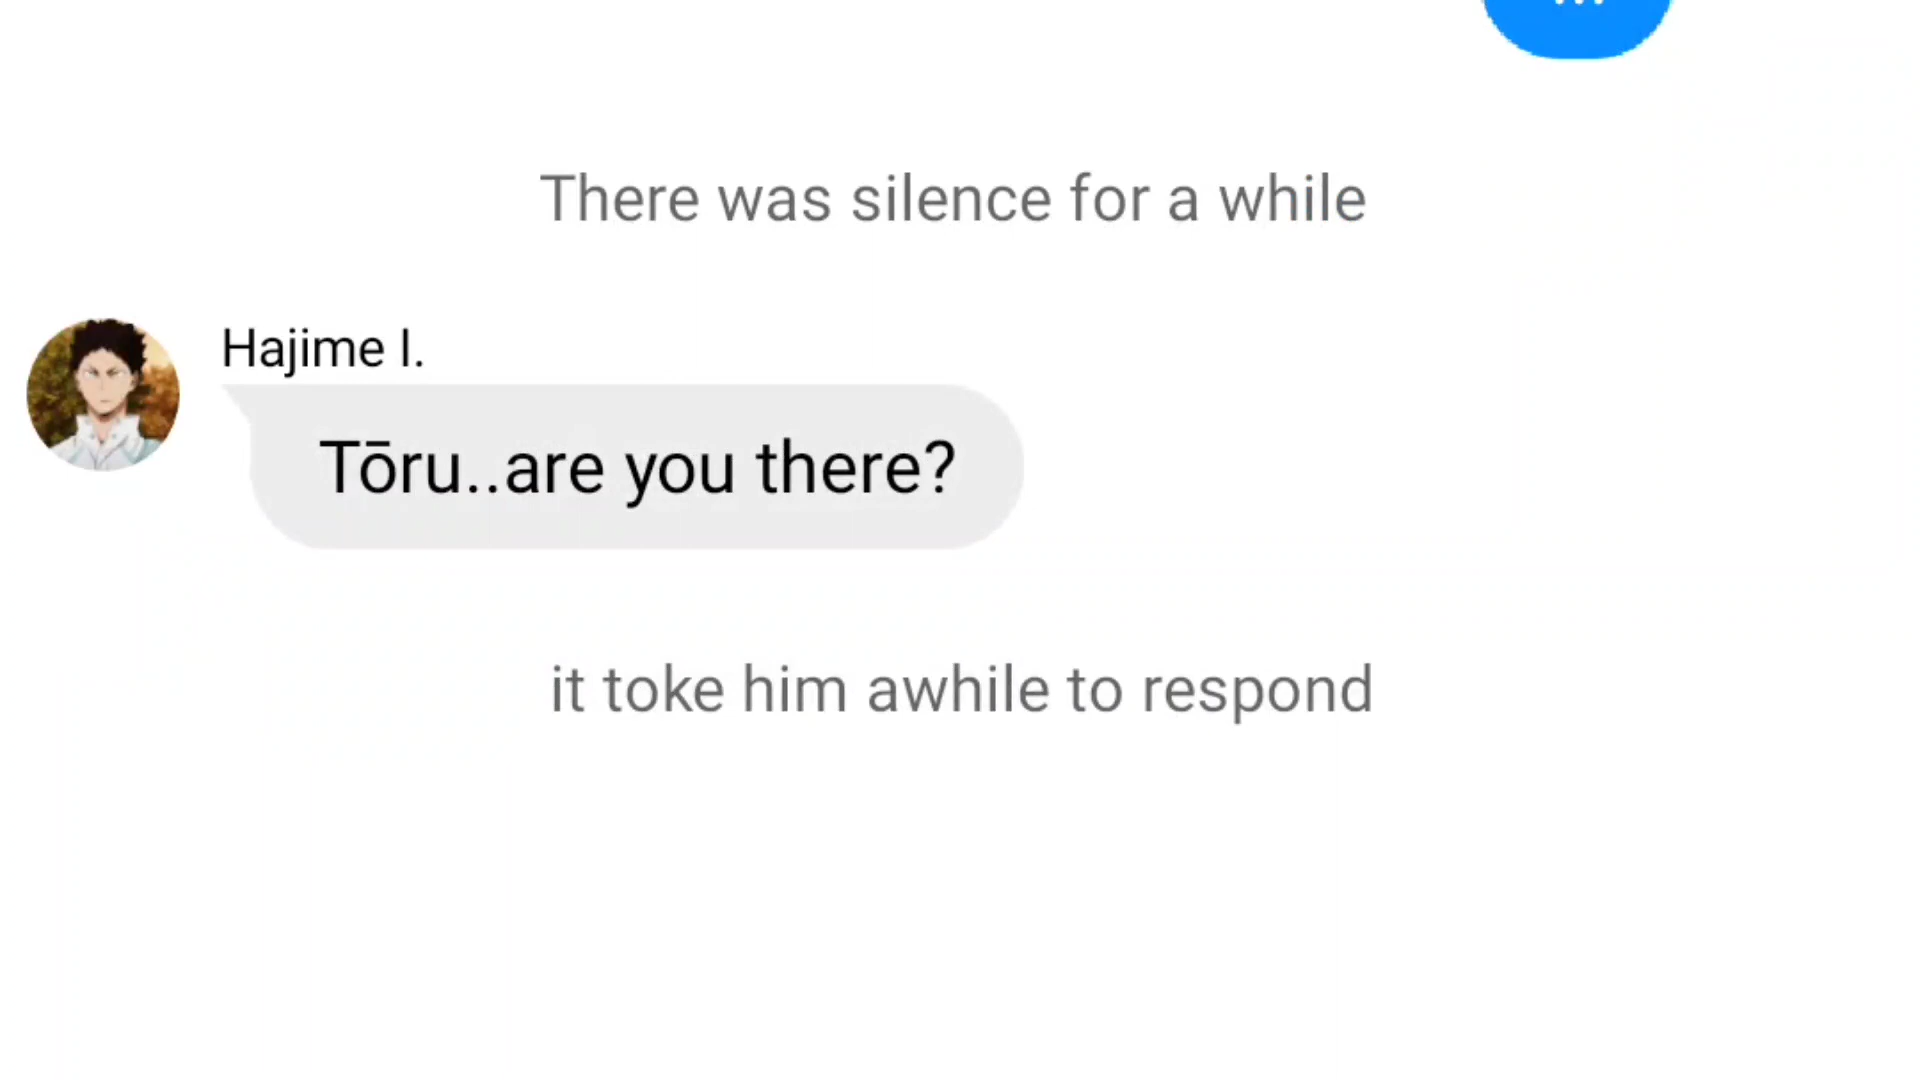 ...
There was silence for a while
Hajime I.
Tōru..are you there?
it toke him awhile to respond